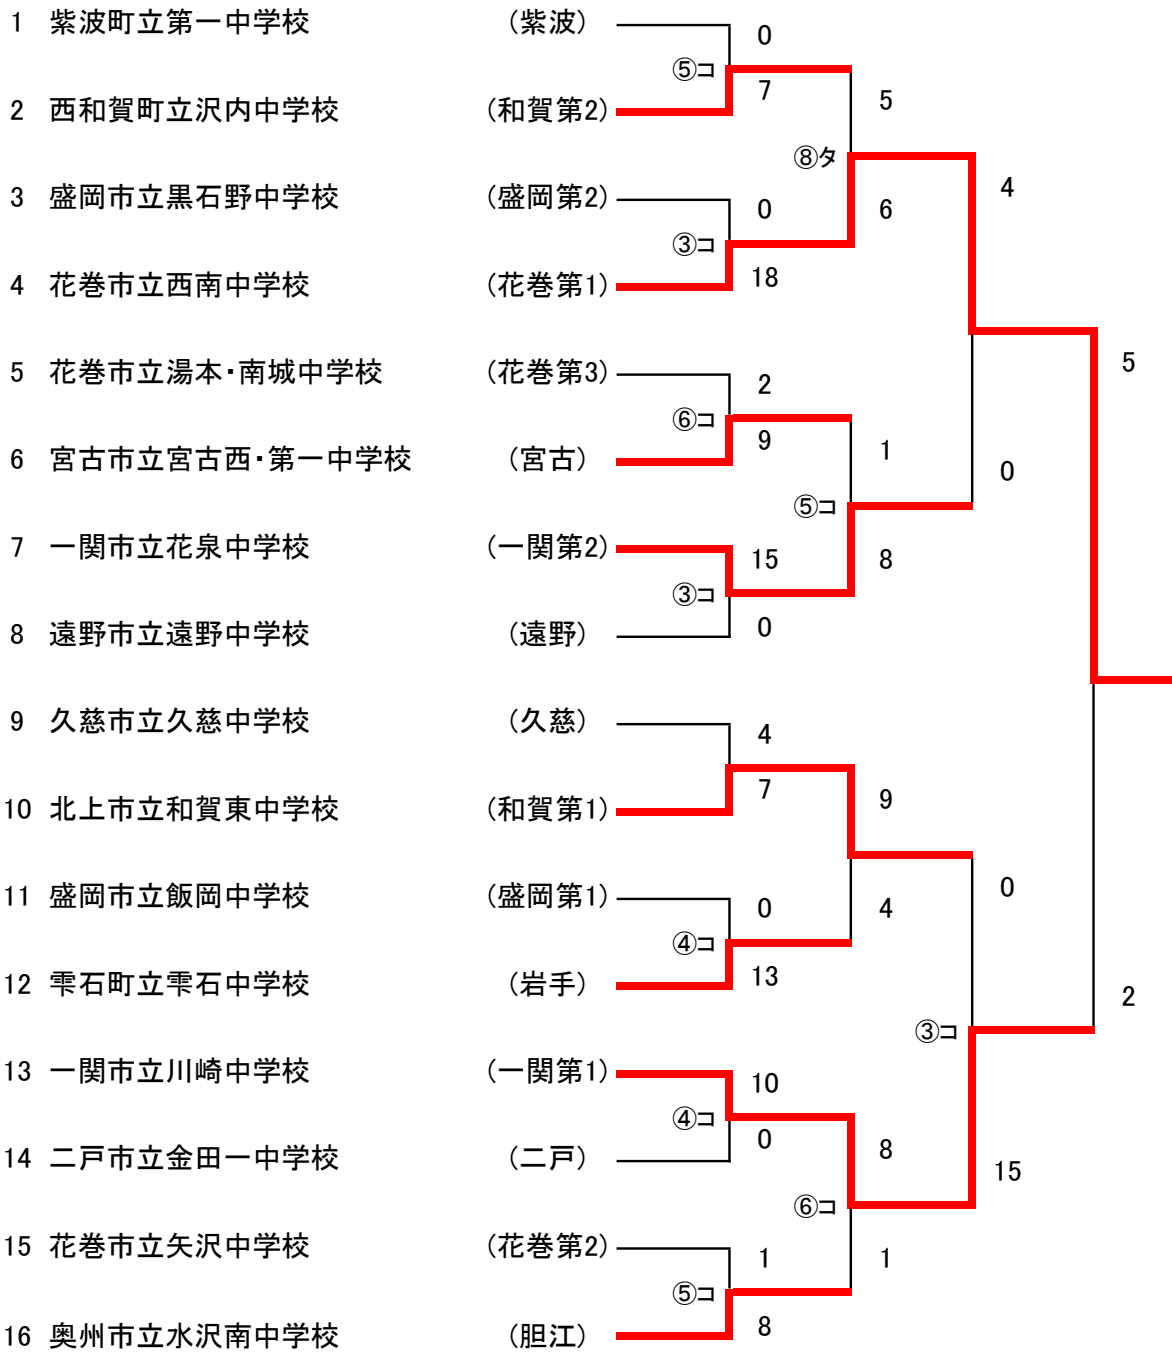 1 紫波町立第一中学校 (紫波) 0
⑤コ
7
5
2 西和賀町立沢内中学校 (和賀第2)
⑧タ
4
3 盛岡市立黒石野中学校 (盛岡第2) 0 6
③コ
4 花巻市立西南中学校 (花巻第1) 18
5
5 花巻市立湯本・南城中学校 (花巻第3) 2
⑥コ
9 1
6 宮古市立宮古西・第一中学校 (宮古) 0
⑤コ
7 一関市立花泉中学校 (一関第2) 15 8
③コ
8 遠野市立遠野中学校 (遠野) 0
9 久慈市立久慈中学校 (久慈) 4
7 9
10 北上市立和賀東中学校 (和賀第1)
0
11 盛岡市立飯岡中学校 (盛岡第1) 0 4
④コ
12 雫石町立雫石中学校 (岩手) 13
2
③コ
13 一関市立川崎中学校 (一関第1) 10
④コ
0 8
14 二戸市立金田一中学校 (二戸) 15
⑥コ
15 花巻市立矢沢中学校 (花巻第2) 1 1
⑤コ
16 奥州市立水沢南中学校 (胆江) 8